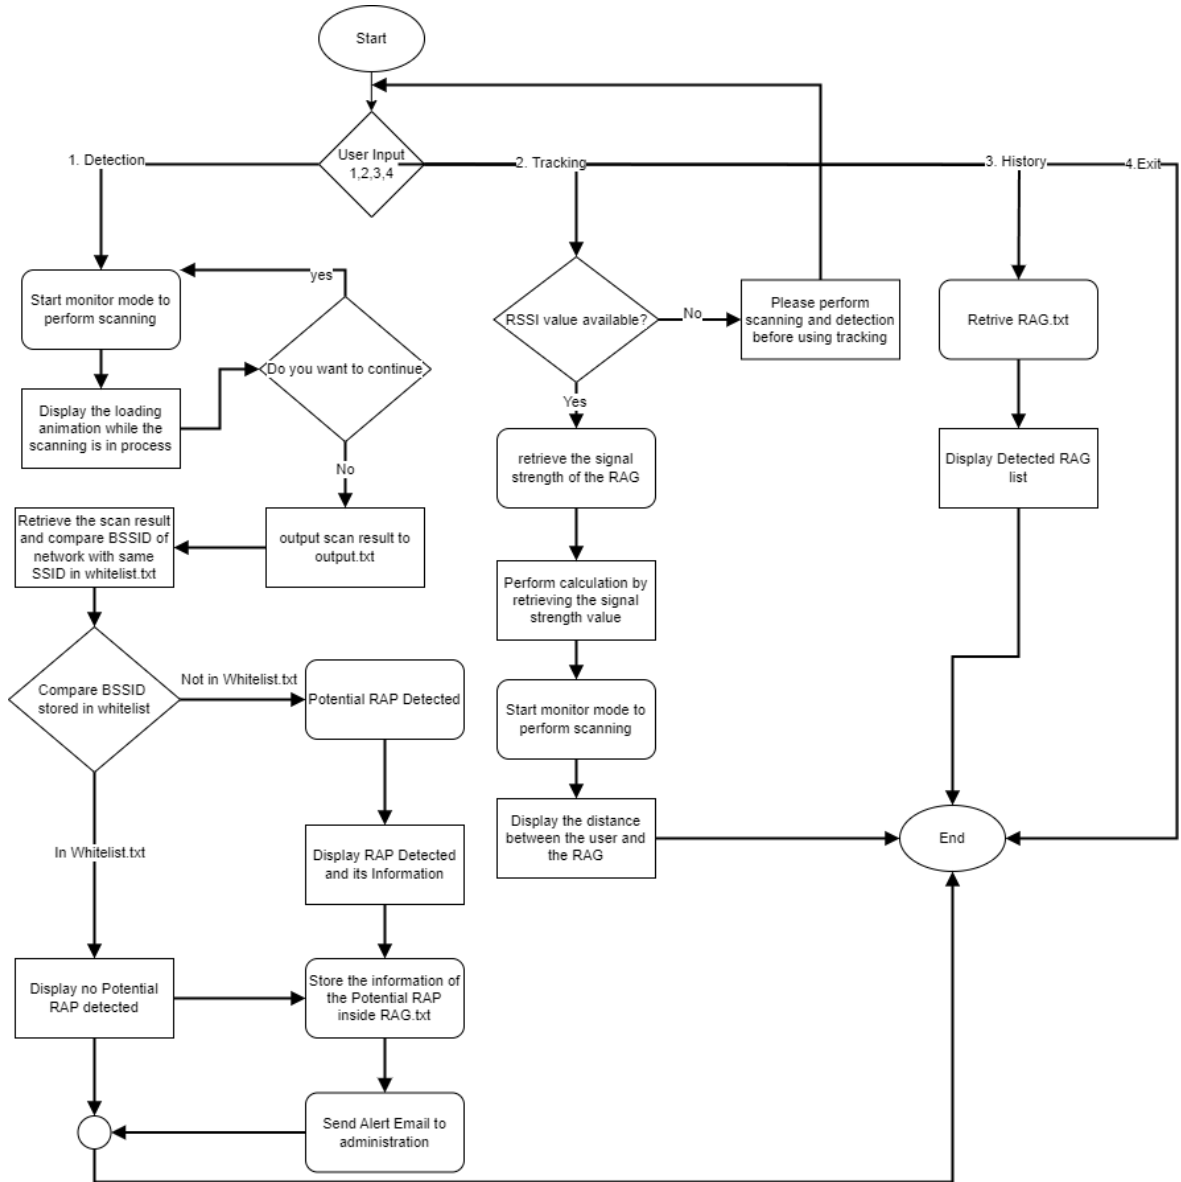 Start
User Input
1,2,3,4
1. Detection
2. Tracking
3. History
4.Exit
Start monitor mode to
perform scanning
yes
Do you want to continue
Display the loading
animation while the
scanning is in process
No
output scan result to
output.txt
Retrieve the scan result
and compare BSSID of
network with same
SSID in whitelist.txt
Compare BSSID
stored in whitelist
Not in Whitelist.txt
Potential RAP Detected
Display RAP Detected
and its Information
In Whitelist.txt
Display no Potential
RAP detected
Store the information of
the Potential RAP
inside RAG.txt
Send Alert Email to
administration
RSSI value available?
No
Please perform
scanning and detection
before using tracking
Yes
retrieve the signal
strength of the RAG
Perform calculation by
retrieving the signal
strength value
Start monitor mode to
perform scanning
Display the distance
between the user and
the RAG
Retrive RAG.txt
Display Detected RAG
list
End